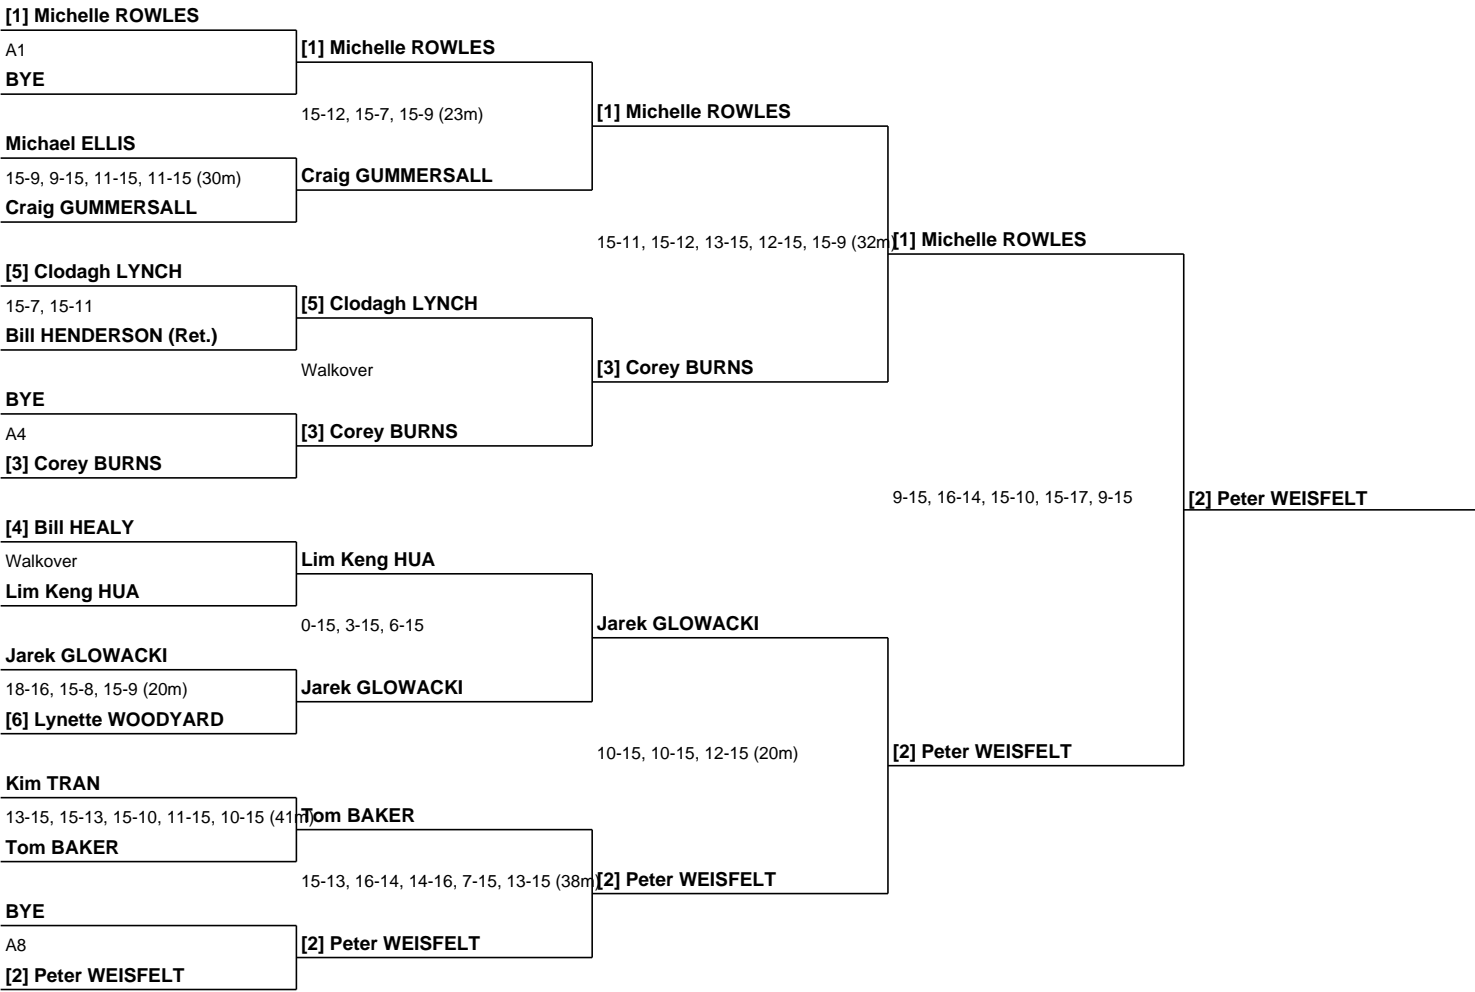 [1] Michelle ROWLES
A1
BYE
Michael ELLIS
15-9, 9-15, 11-15, 11-15 (30m)
Craig GUMMERSALL
[5] Clodagh LYNCH
15-7, 15-11
Bill HENDERSON (Ret.)
BYE
A4
[3] Corey BURNS
[4] Bill HEALY
Walkover
Lim Keng HUA
Jarek GLOWACKI
18-16, 15-8, 15-9 (20m)
[6] Lynette WOODYARD
Kim TRAN
13-15, 15-13, 15-10, 11-15, 10-15 (41m)
Tom BAKER
BYE
A8
[2] Peter WEISFELT
[1] Michelle ROWLES
15-12, 15-7, 15-9 (23m)
Craig GUMMERSALL
[5] Clodagh LYNCH
Walkover
[3] Corey BURNS
Lim Keng HUA
0-15, 3-15, 6-15
Jarek GLOWACKI
Tom BAKER
15-13, 16-14, 14-16, 7-15, 13-15 (38m)
[2] Peter WEISFELT
[1] Michelle ROWLES
15-11, 15-12, 13-15, 12-15, 15-9 (32m)
[3] Corey BURNS
Jarek GLOWACKI
10-15, 10-15, 12-15 (20m)
[2] Peter WEISFELT
[1] Michelle ROWLES
9-15, 16-14, 15-10, 15-17, 9-15
[2] Peter WEISFELT
[2] Peter WEISFELT